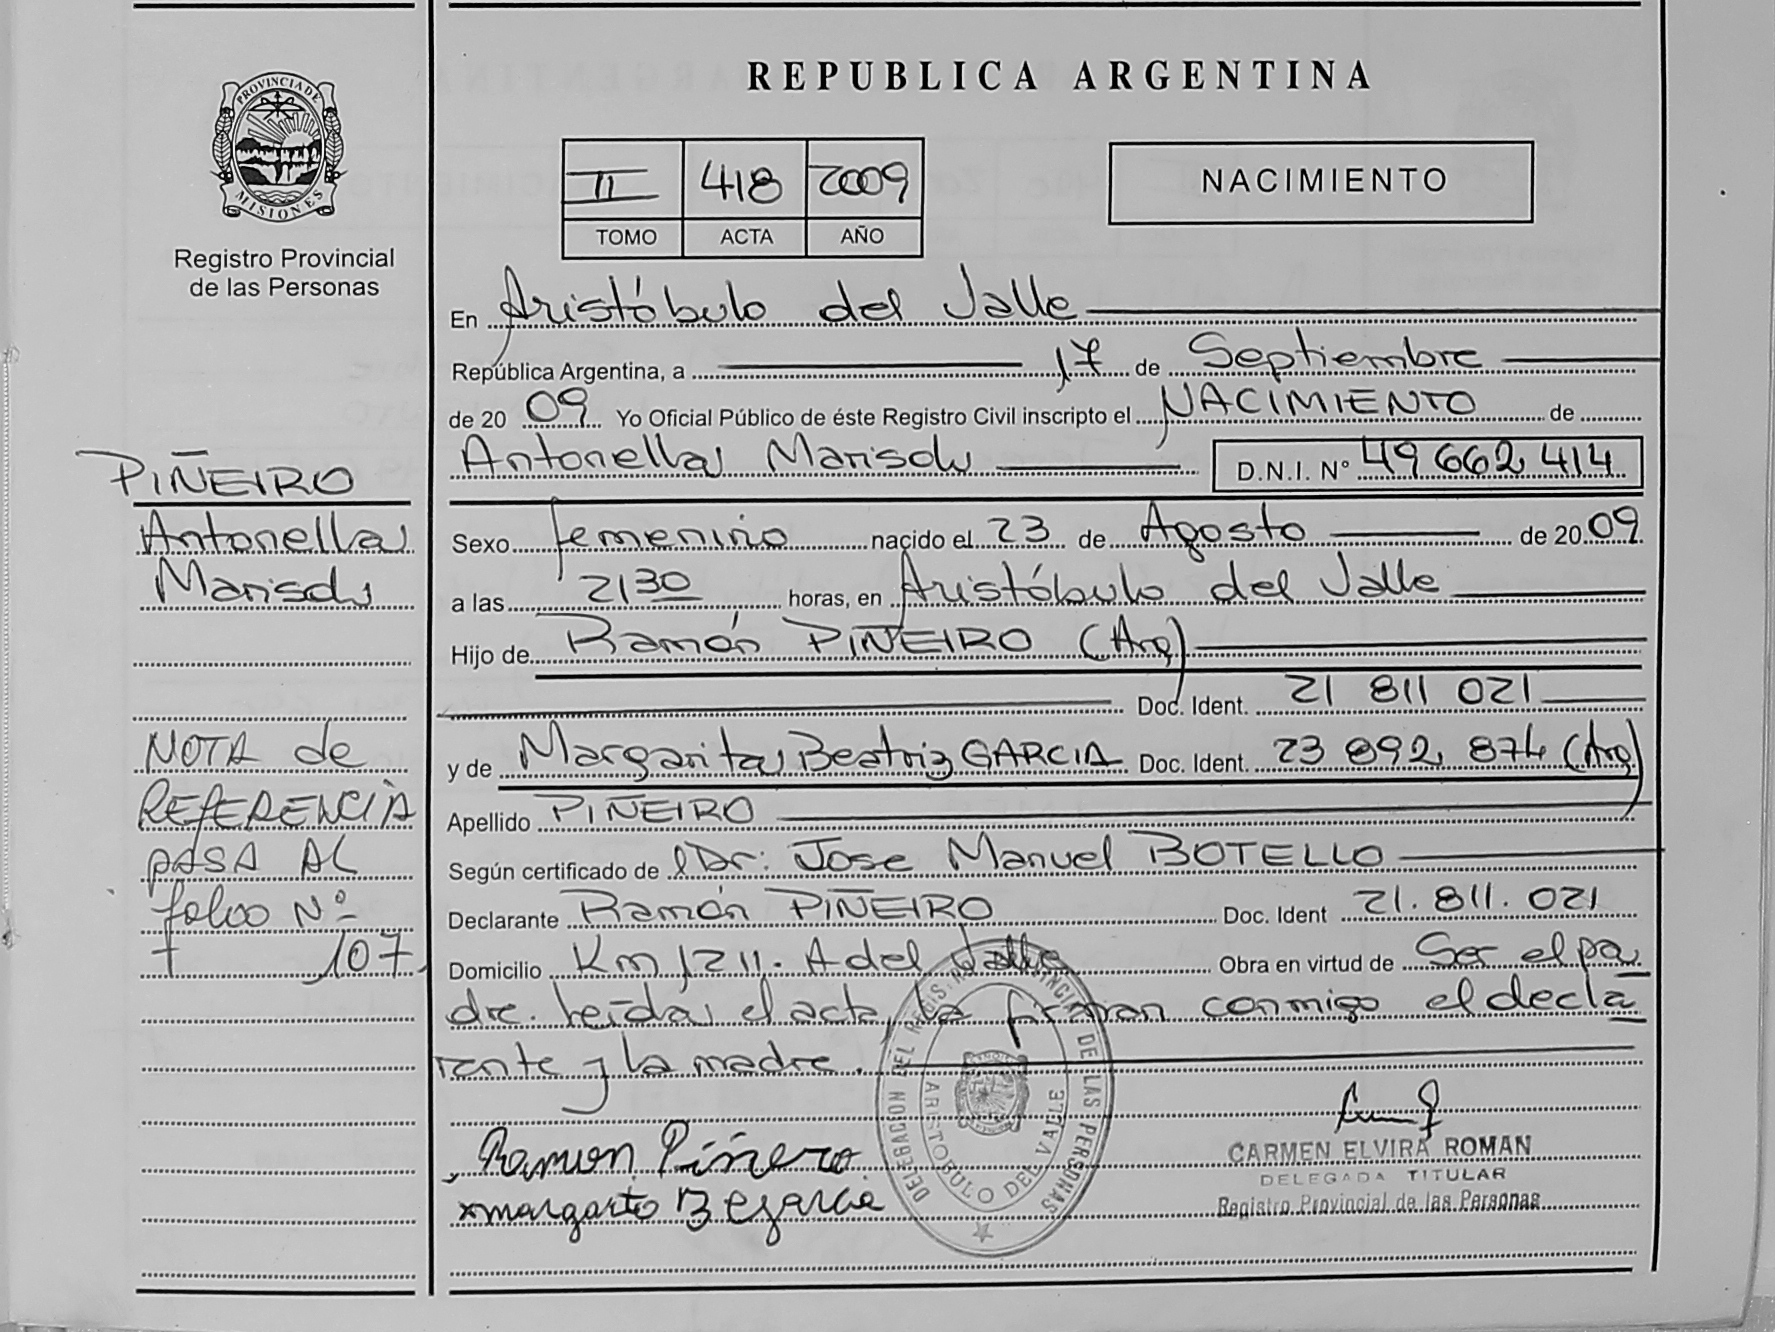 PROVINCIA DE
MISIONES
Registro Provincial
de las Personas
PIÑEIRO
Antonella
Marisol
NOTA de
REFERENCIA
PASA AL
folio Nº
107
REPUBLICA ARGENTINA
II 418 2009
TOMO ACTA AÑO
NACIMIENTO
En Aristóbulo del Valle
República Argentina, a 17 de Septiembre
de 20 09 Yo Oficial Público de éste Registro Civil inscripto el NACIMIENTO de
Antonella Marisol D.N.I. N° 49 662 414
Sexo femenino nacido el 23 de Agosto de 20 09
a las 21 30 horas, en Aristóbulo del Valle
Hijo de Ramón PIÑEIRO (Arg)
Doc. Ident. 21 811 021
y de Margarita Beatriz GARCIA Doc. Ident. 23 892 874 (Arg)
Apellido PIÑEIRO
Según certificado de Dr: Jose Manuel BOTELLO
Declarante Ramón PIÑEIRO Doc. Ident 21.811.021
Domicilio Km 1211. A del Valle Obra en virtud de Ser el pa
dre. Leída el acta, la firman conmigo el decla
rante y la madre.
Ramon Piñero
x margarito B e garcia
DELEGACION DEL REGISTRO PROVINCIAL DE LAS PERSONAS
ARISTOBULO DEL VALLE
CARMEN ELVIRA ROMAN
DELEGADA TITULAR
Registro Provincial de las Personas